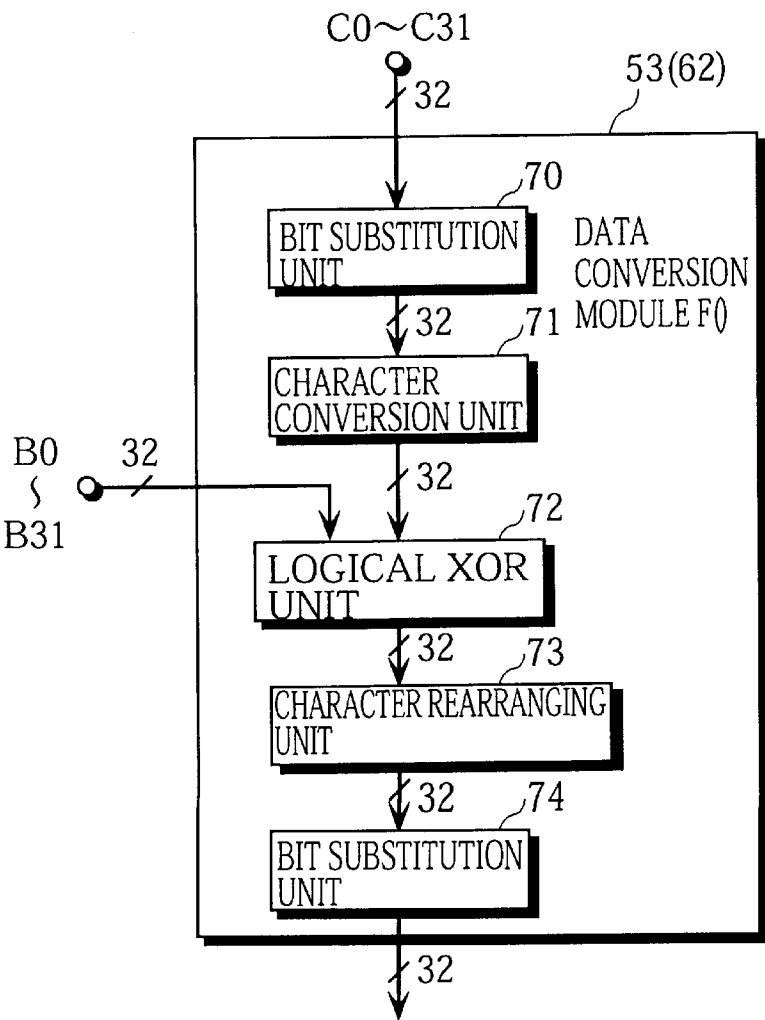 C0～C31
32
53(62)
70
BIT SUBSTITUTION
UNIT
DATA
CONVERSION
MODULE F()
32
71
CHARACTER
CONVERSION UNIT
B0
～
B31
32
32
72
LOGICAL XOR
UNIT
32
73
CHARACTER REARRANGING
UNIT
32
74
BIT SUBSTITUTION
UNIT
32